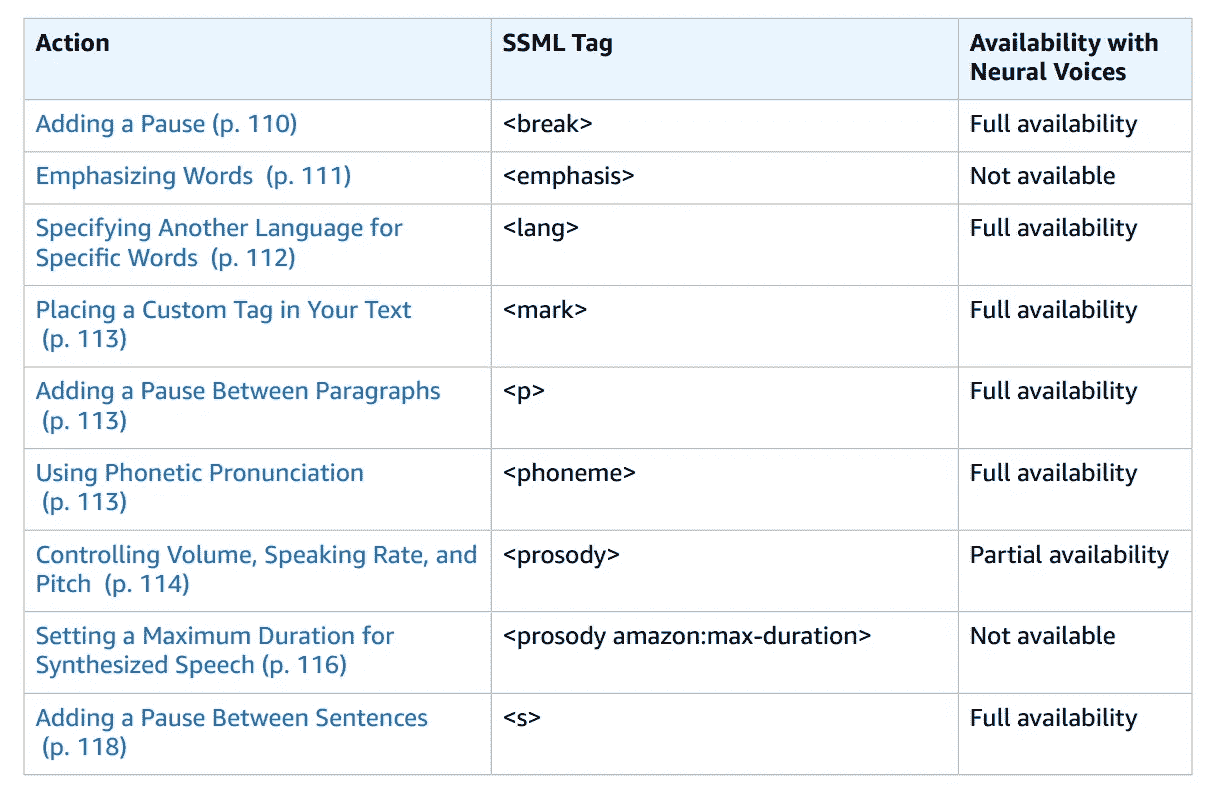 Action SSML Tag Availability with
Neural Voices
Adding a Pause (p. 110) <break> Full availability
Emphasizing Words (p. 111) <emphasis> Not available
Specifying Another Language for <lang> Full availability
Specific Words (p. 112)
Placing a Custom Tag in Your Text <mark> Full availability
(p. 113)
Adding a Pause Between Paragraphs <p> Full availability
(p. 113)
Using Phonetic Pronunciation <phoneme> Full availability
(p. 113)
Controlling Volume, Speaking Rate, and <prosody> Partial availability
Pitch (p. 114)
Setting a Maximum Duration for <prosody amazon:max-duration> Not available
Synthesized Speech (p. 116)
Adding a Pause Between Sentences <s> Full availability
(p. 118)